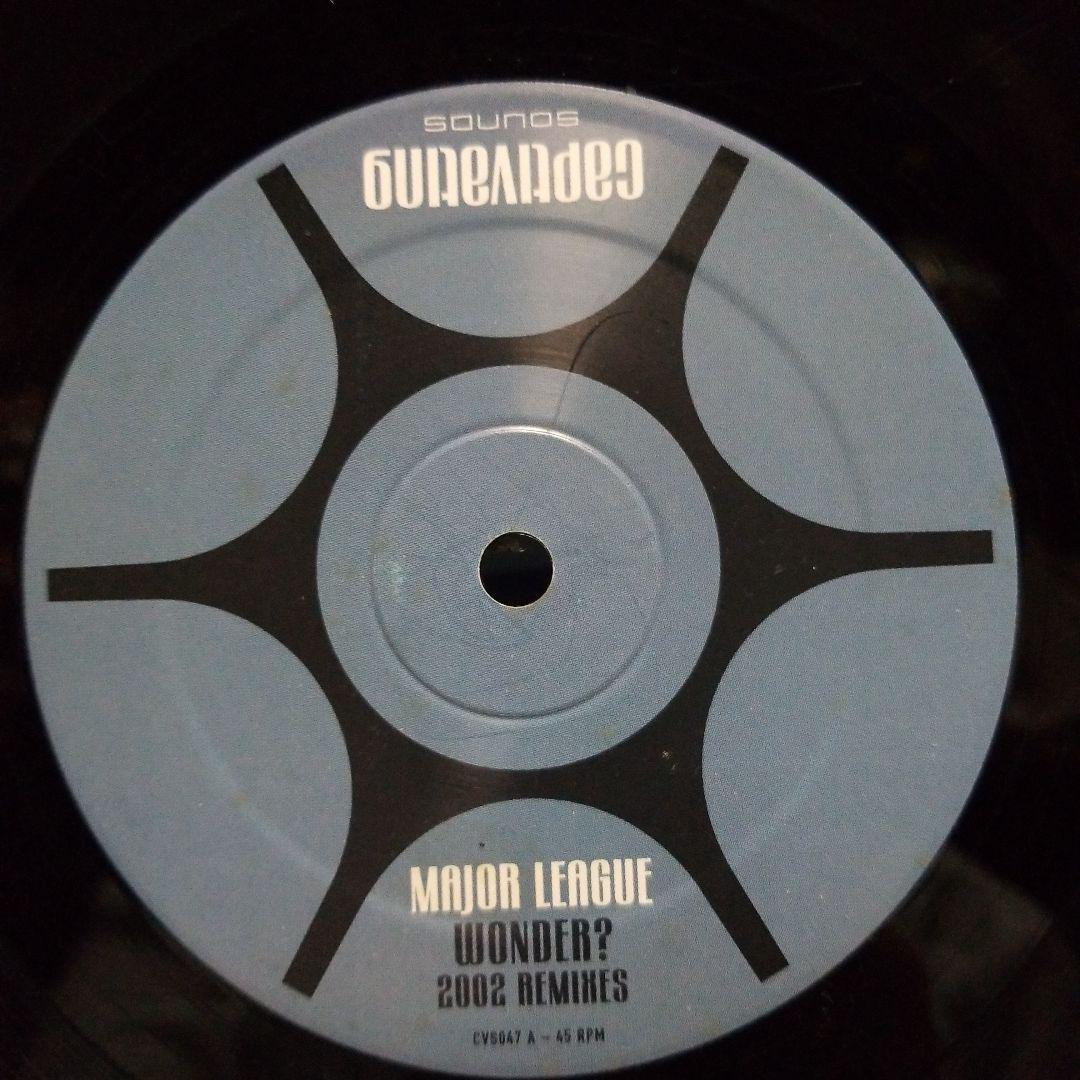 captivating
sounds
MAJOR LEAGUE
WONDER?
2002 REMIXES
CVS047 A - 45 RPM